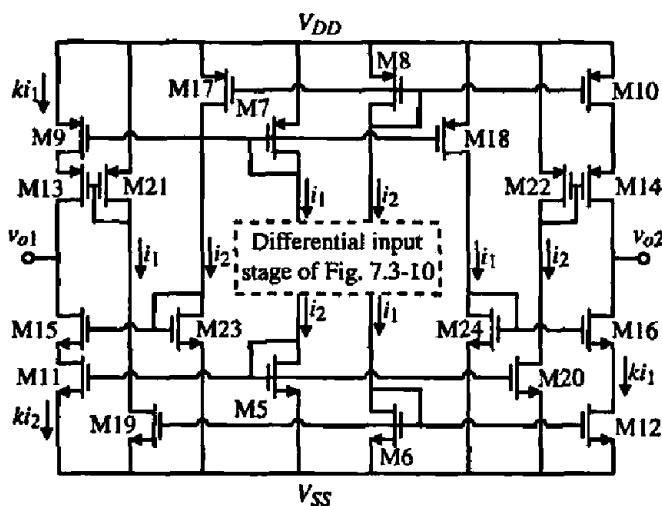 V_DD
M8
M17
M7
M10
ki₁
M9
M18
M13
M21
M22
M14
i₁
i₂
v_o1
v_o2
Differential input
stage of Fig. 7.3-10
i₁
i₂
i₁
i₂
i₂
i₁
M15
M23
M24
M16
M11
M5
M20
ki₁
ki₂
M19
M6
M12
V_SS